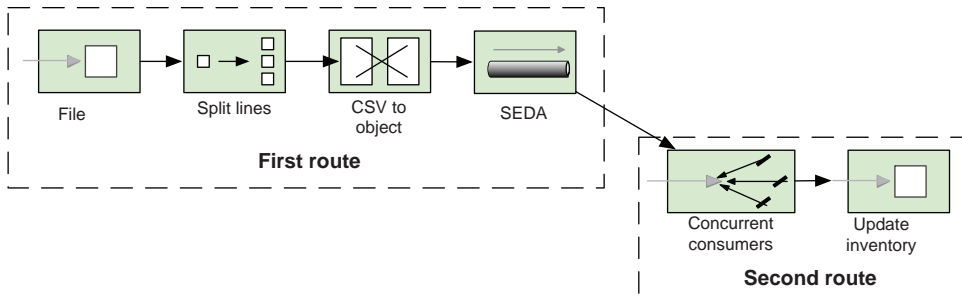 File
Split lines
CSV to
object
SEDA
First route
Concurrent
consumers
Update
inventory
Second route